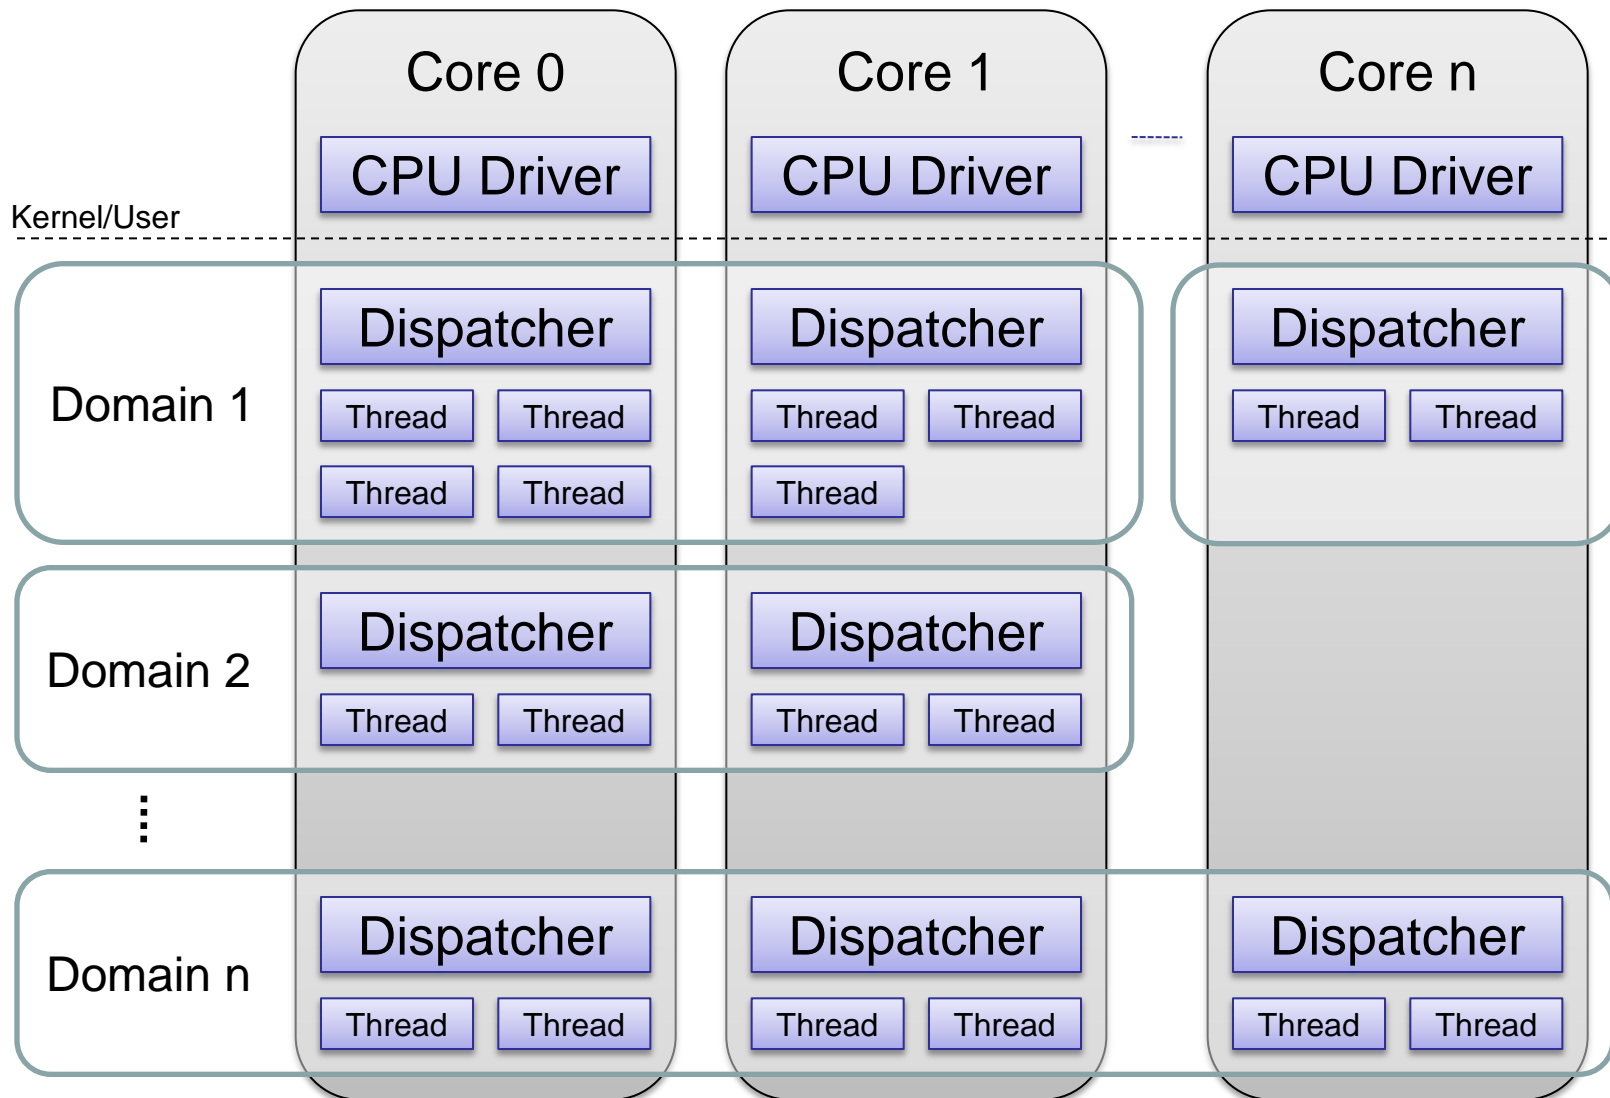 Core 0 Core 1 Core n
CPU Driver CPU Driver CPU Driver
Kernel/User
Dispatcher Dispatcher Dispatcher
Domain 1
Thread Thread Thread Thread Thread Thread
Thread Thread Thread
Dispatcher Dispatcher
Domain 2
Thread Thread Thread Thread
Dispatcher Dispatcher Dispatcher
Domain n
Thread Thread Thread Thread Thread Thread